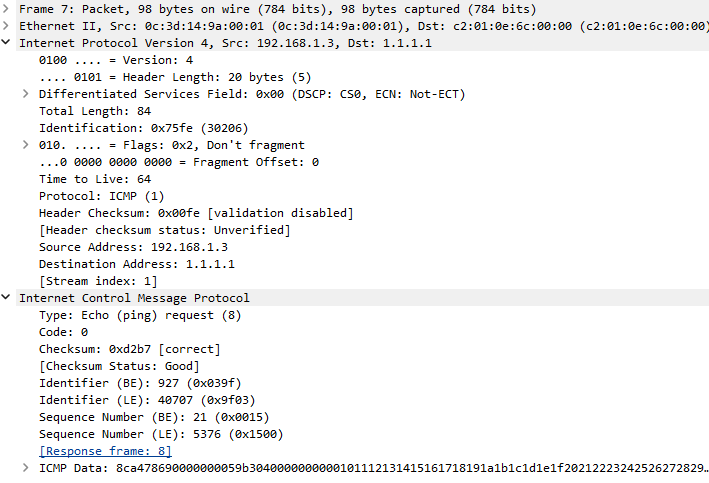 Frame 7: Packet, 98 bytes on wire (784 bits), 98 bytes captured (784 bits)
Ethernet II, Src: 0c:3d:14:9a:00:01 (0c:3d:14:9a:00:01), Dst: c2:01:0e:6c:00:00 (c2:01:0e:6c:00:00)
Internet Protocol Version 4, Src: 192.168.1.3, Dst: 1.1.1.1
0100 .... = Version: 4
.... 0101 = Header Length: 20 bytes (5)
Differentiated Services Field: 0x00 (DSCP: CS0, ECN: Not-ECT)
Total Length: 84
Identification: 0x75fe (30206)
010. .... = Flags: 0x2, Don't fragment
...0 0000 0000 0000 = Fragment Offset: 0
Time to Live: 64
Protocol: ICMP (1)
Header Checksum: 0x00fe [validation disabled]
[Header checksum status: Unverified]
Source Address: 192.168.1.3
Destination Address: 1.1.1.1
[Stream index: 1]
Internet Control Message Protocol
Type: Echo (ping) request (8)
Code: 0
Checksum: 0xd2b7 [correct]
[Checksum Status: Good]
Identifier (BE): 927 (0x039f)
Identifier (LE): 40707 (0x9f03)
Sequence Number (BE): 21 (0x0015)
Sequence Number (LE): 5376 (0x1500)
[Response frame: 8]
ICMP Data: 8ca478690000000059b3040000000000101112131415161718191a1b1c1d1e1f20212223242526272829…